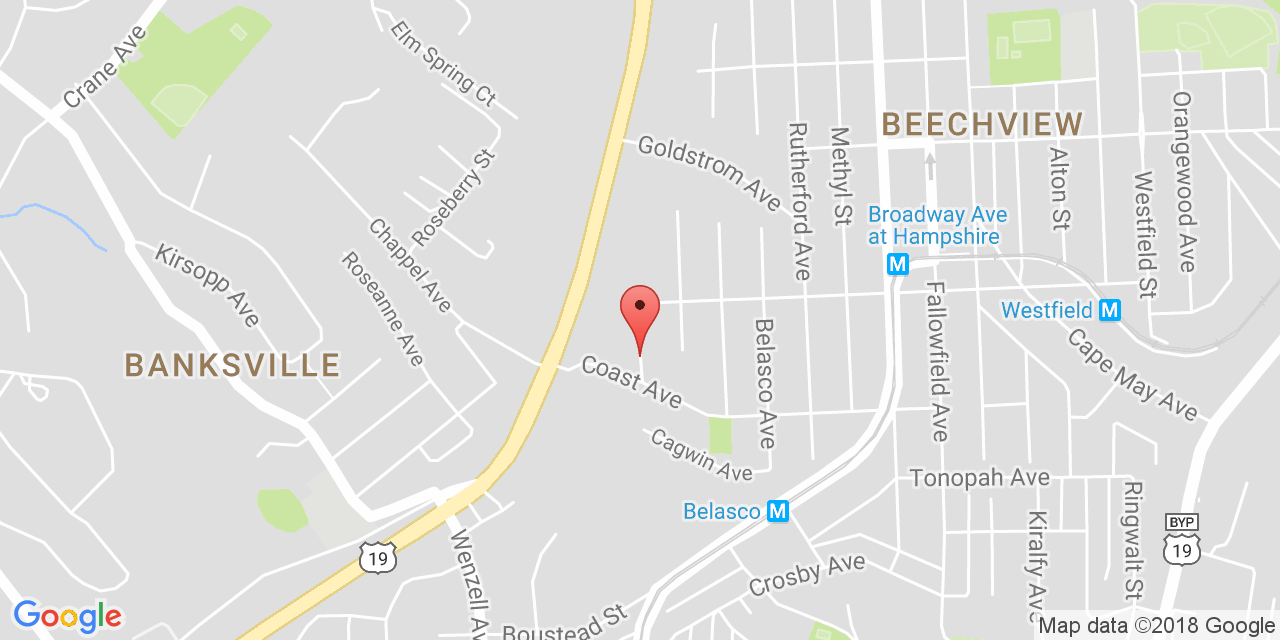 Crane Ave
Elm Spring Ct
Goldstrom Ave
Rutherford Ave
Methyl St
BEECHVIEW
Alton St
Westfield St
Orangewood Ave
Roseberry St
Chappel Ave
Roseanne Ave
Kirsopp Ave
Broadway Ave
at Hampshire
M
Westfield M
Fallowfield Ave
Cape May Ave
BANKSVILLE
Coast Ave
Belasco Ave
Cagwin Ave
Tonopah Ave
Belasco M
Kiralfy Ave
Ringwalt St
BYP
19
19
Wenzell Av
Crosby Ave
Boustead St
Google
Map data ©2018 Google